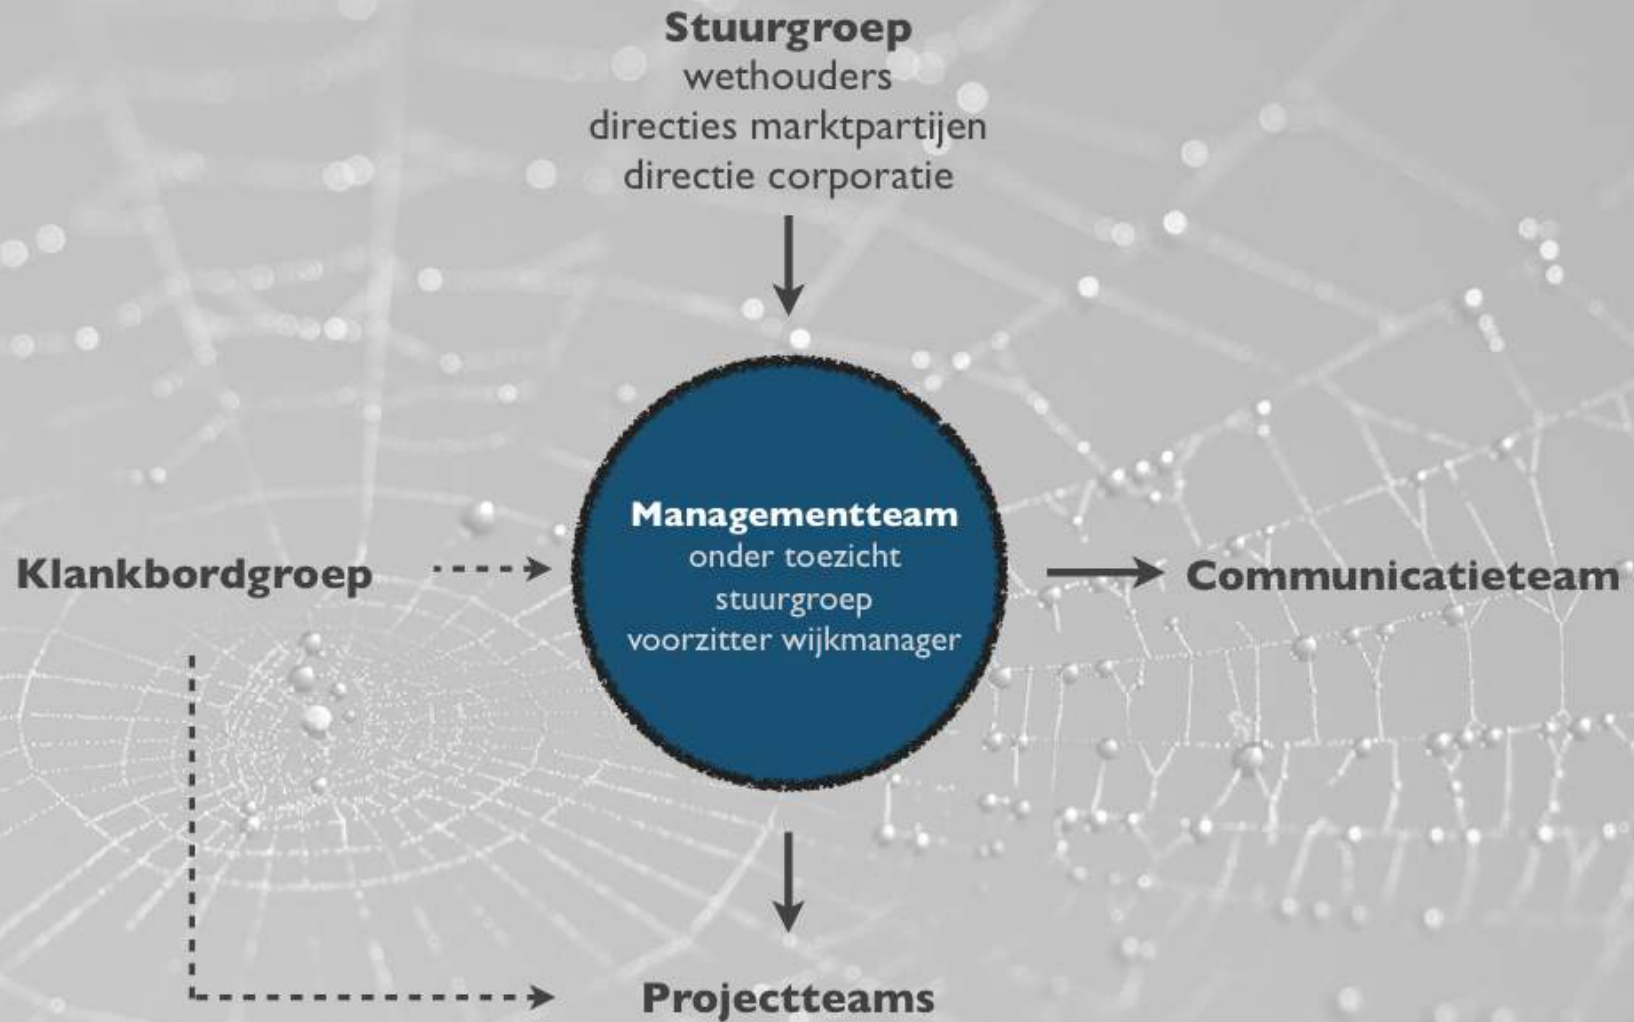 Stuurgroep
wethouders
directies marktpartijen
directie corporatie
Managementteam
onder toezicht
stuurgroep
voorzitter wijkmanager
Klankbordgroep
Communicatieteam
Projectteams